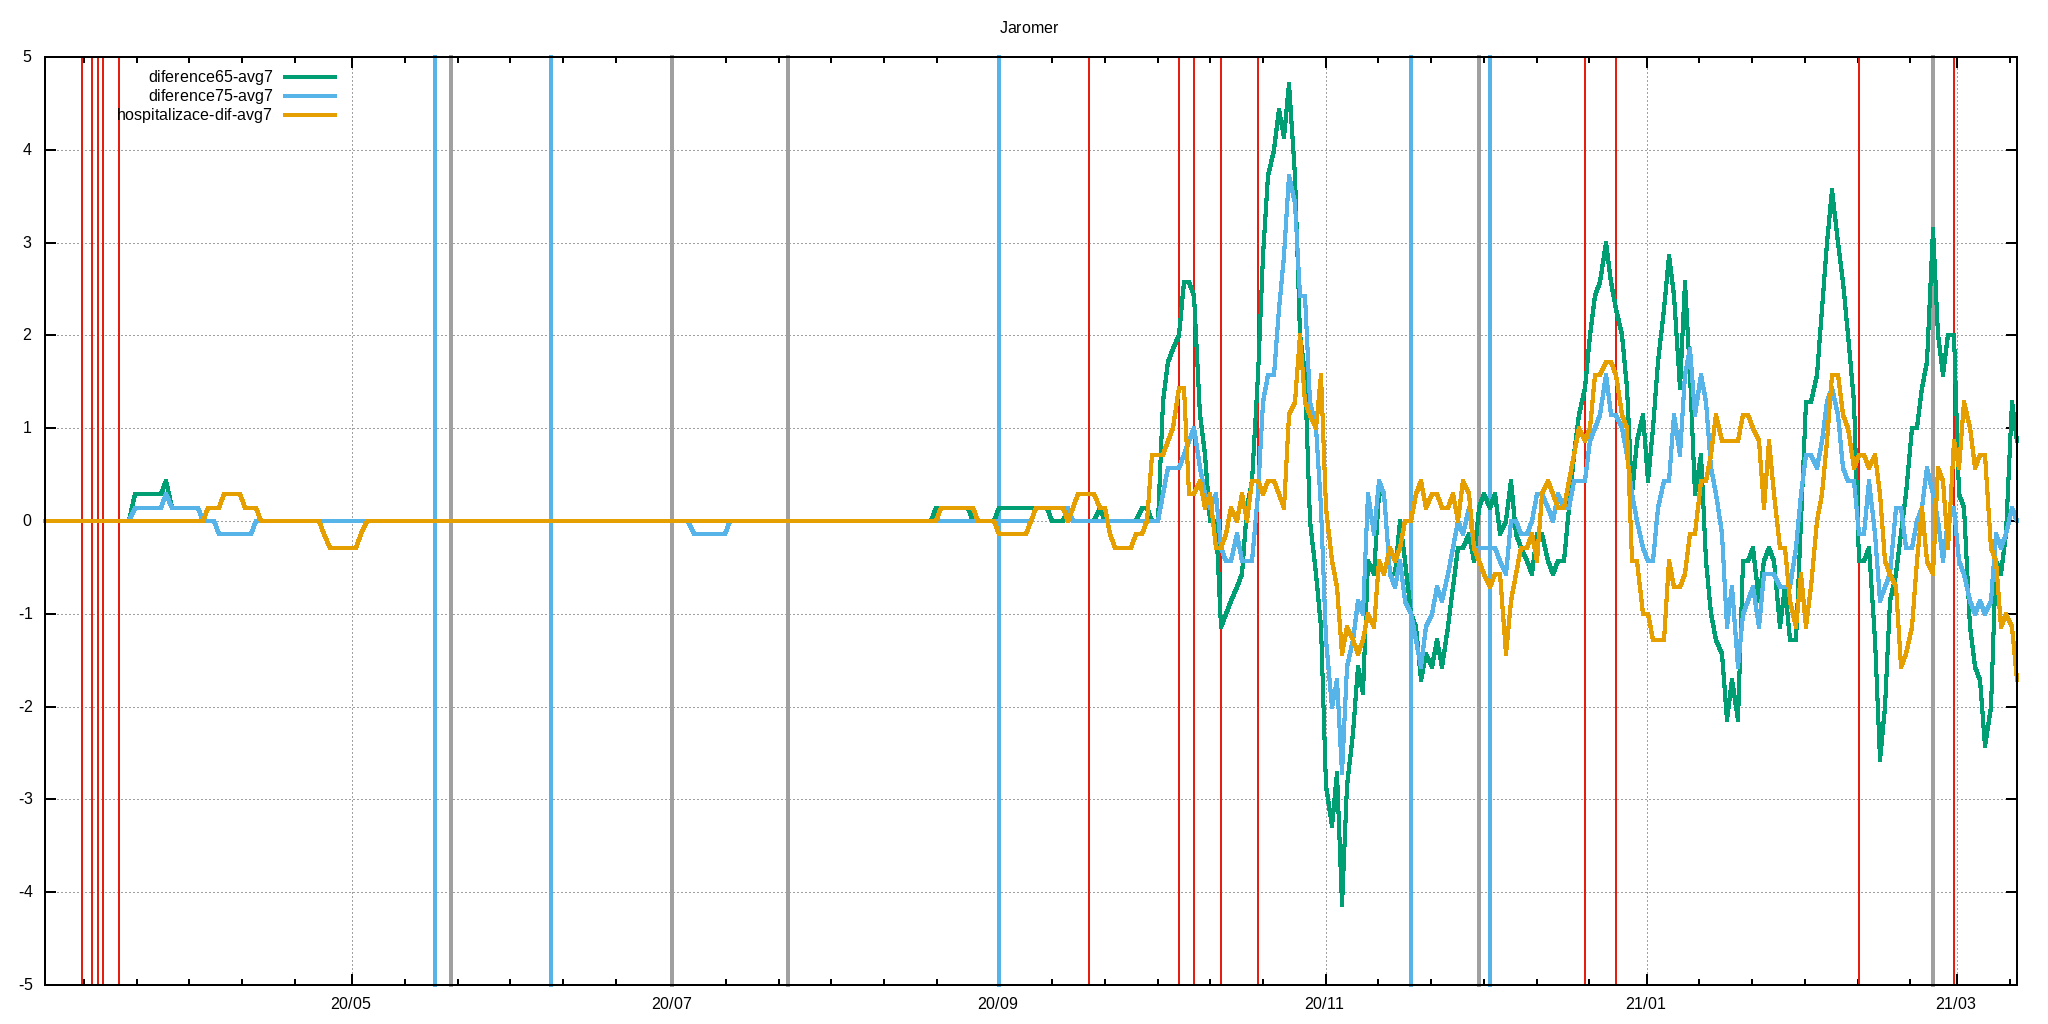 Jaromer
diference65-avg7
diference75-avg7
hospitalizace-dif-avg7
5
4
3
2
1
0
-1
-2
-3
-4
-5
20/05 20/07 20/09 20/11 21/01 21/03